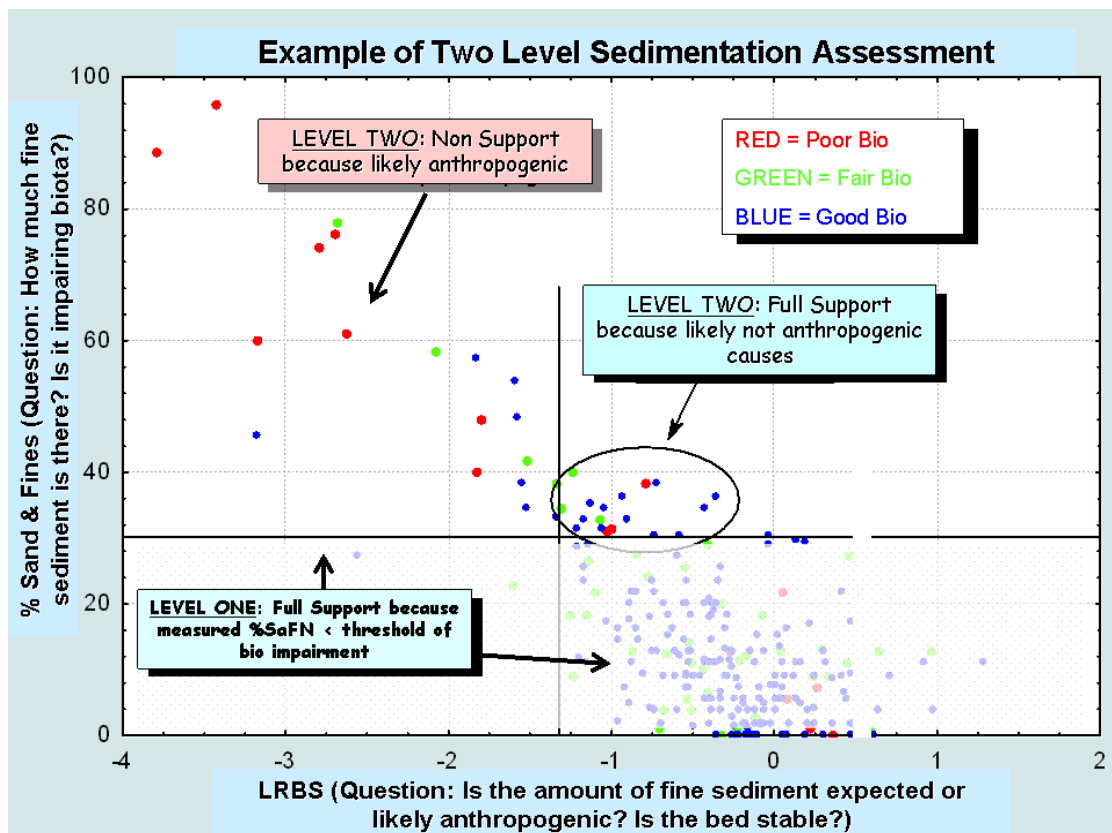 Example of Two Level Sedimentation Assessment
% Sand & Fines (Question: How much fine
sediment is there? Is it impairing biota?)
100
80
60
40
20
0
LEVEL TWO: Non Support
because likely anthropogenic
RED = Poor Bio
GREEN = Fair Bio
BLUE = Good Bio
LEVEL TWO: Full Support
because likely not anthropogenic
causes
LEVEL ONE: Full Support because
measured %SaFN < threshold of
bio impairment
-4
-3
-2
-1
0
1
2
LRBS (Question: Is the amount of fine sediment expected or
likely anthropogenic? Is the bed stable?)